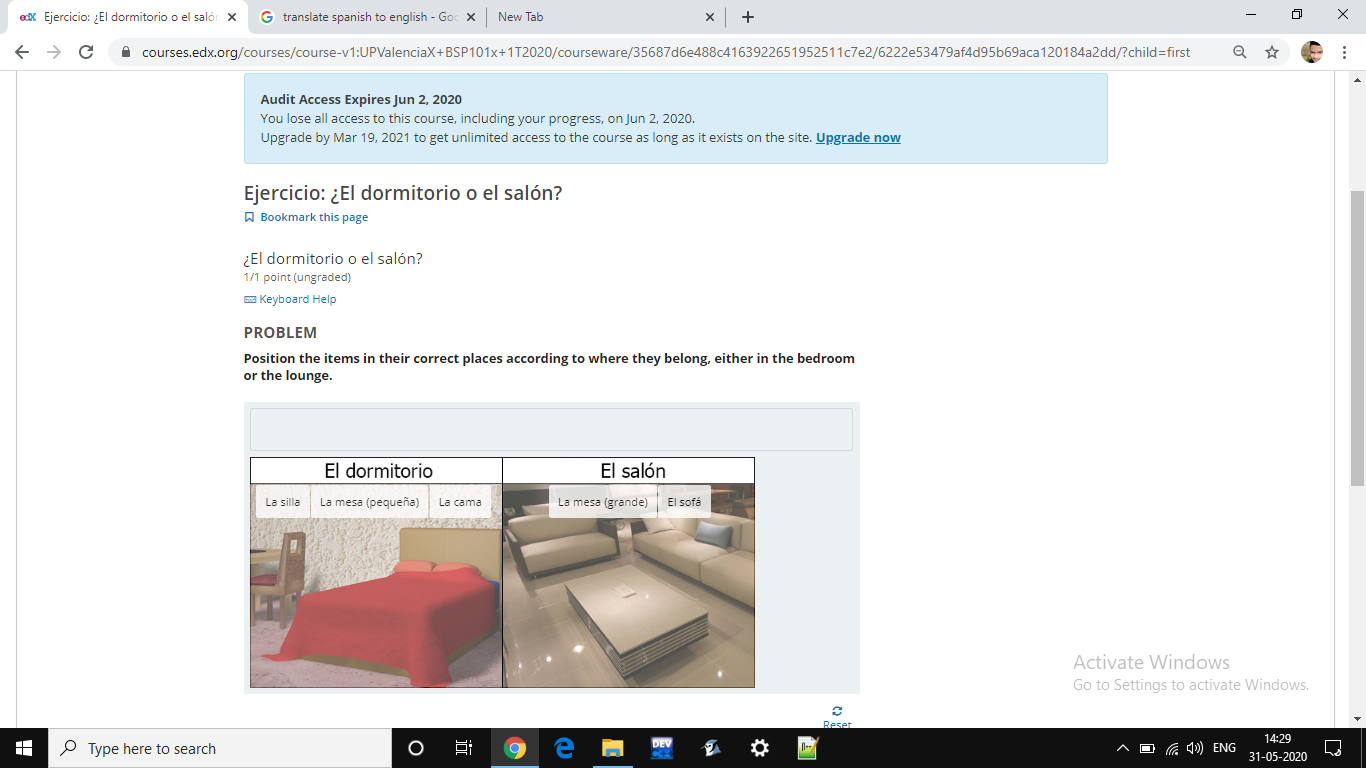 edX Ejercicio: ¿El dormitorio o el saló
translate spanish to english - Goo
New Tab
courses.edx.org/courses/course-v1:UPValenciaX+BSP101x+1T2020/courseware/35687d6e488c4163922651952511c7e2/6222e53479af4d95b69aca120184a2dd/?child=first
Audit Access Expires Jun 2, 2020
You lose all access to this course, including your progress, on Jun 2, 2020.
Upgrade by Mar 19, 2021 to get unlimited access to the course as long as it exists on the site. Upgrade now
Ejercicio: ¿El dormitorio o el salón?
Bookmark this page
¿El dormitorio o el salón?
1/1 point (ungraded)
Keyboard Help
PROBLEM
Position the items in their correct places according to where they belong, either in the bedroom
or the lounge.
El dormitorio El salón
La silla La mesa (pequeña) La cama La mesa (grande) El sofá
Activate Windows
Go to Settings to activate Windows.
Reset
Type here to search
DEV
ENG
14:29
31-05-2020